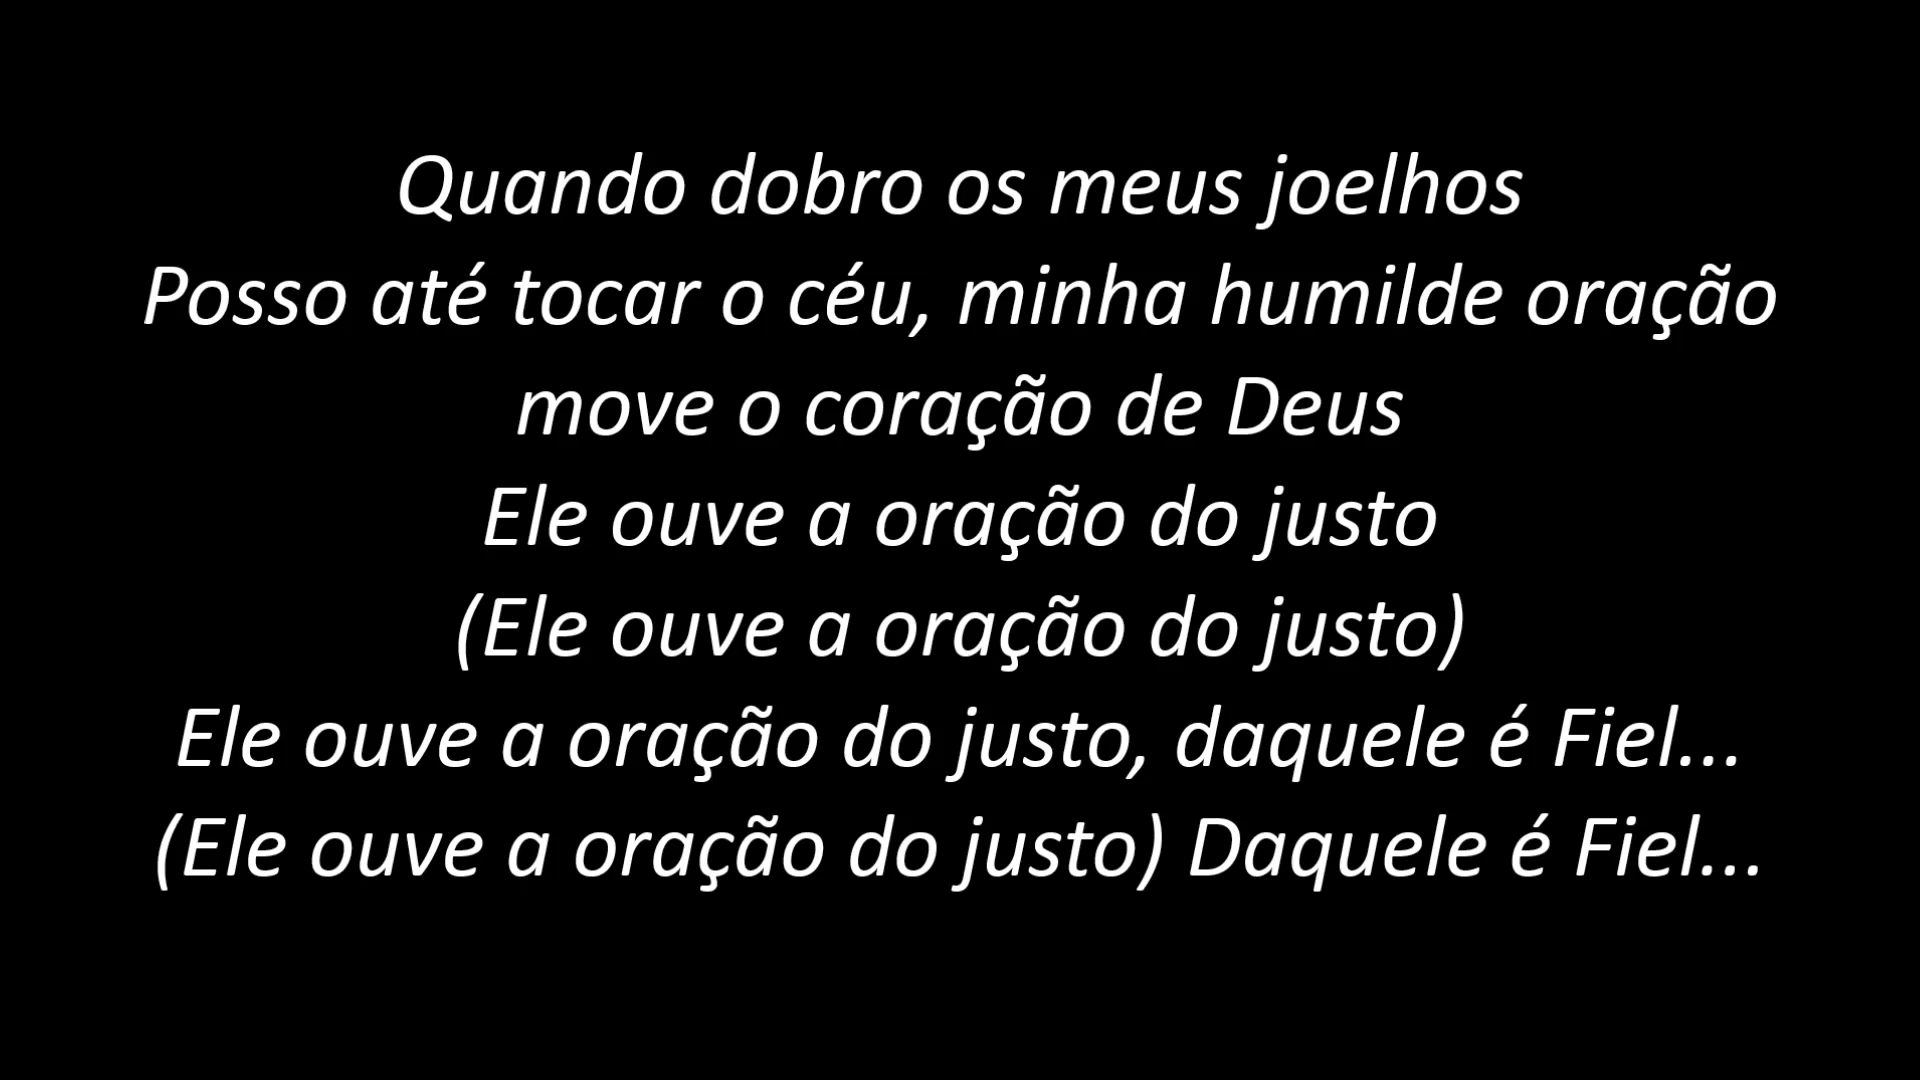 Quando dobro os meus joelhos
Posso até tocar o céu, minha humilde oração
move o coração de Deus
Ele ouve a oração do justo
(Ele ouve a oração do justo)
Ele ouve a oração do justo, daquele é Fiel...
(Ele ouve a oração do justo) Daquele é Fiel...